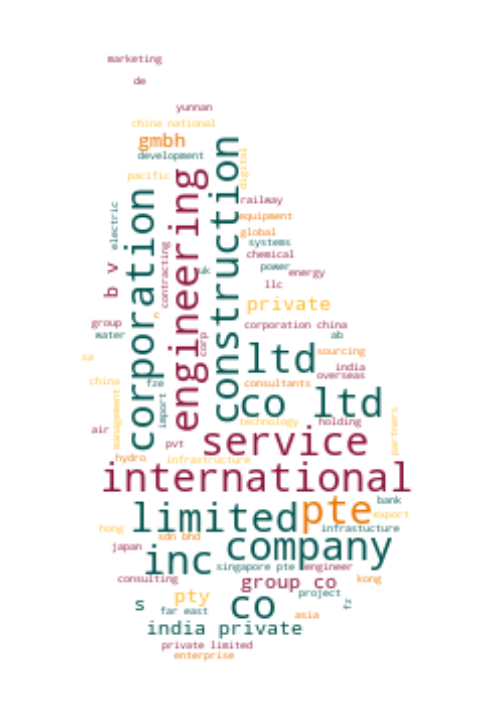 marketing
de
yunnan
china national
gmbh
development
construction
digital
pacific
engineering
corporation
railway
electric
equipment
global
systems
contracting
chemical
b v
uk
power
energy
llc
private
c
group
corporation china
water
corp
ab
ltd
sourcing
sa
india
overseas
china
fze
consultants
co ltd
management
import
technology
holding
partners
air
pvt
service
hydro
infrastructure
international
limited
pte
bank
export
hong
infrastucture
sdn bhd
company
japan
inc
singapore pte
engineer
consulting
group co
kong
pty
project
s
co
fz
far east
asia
india private
private limited
enterprise